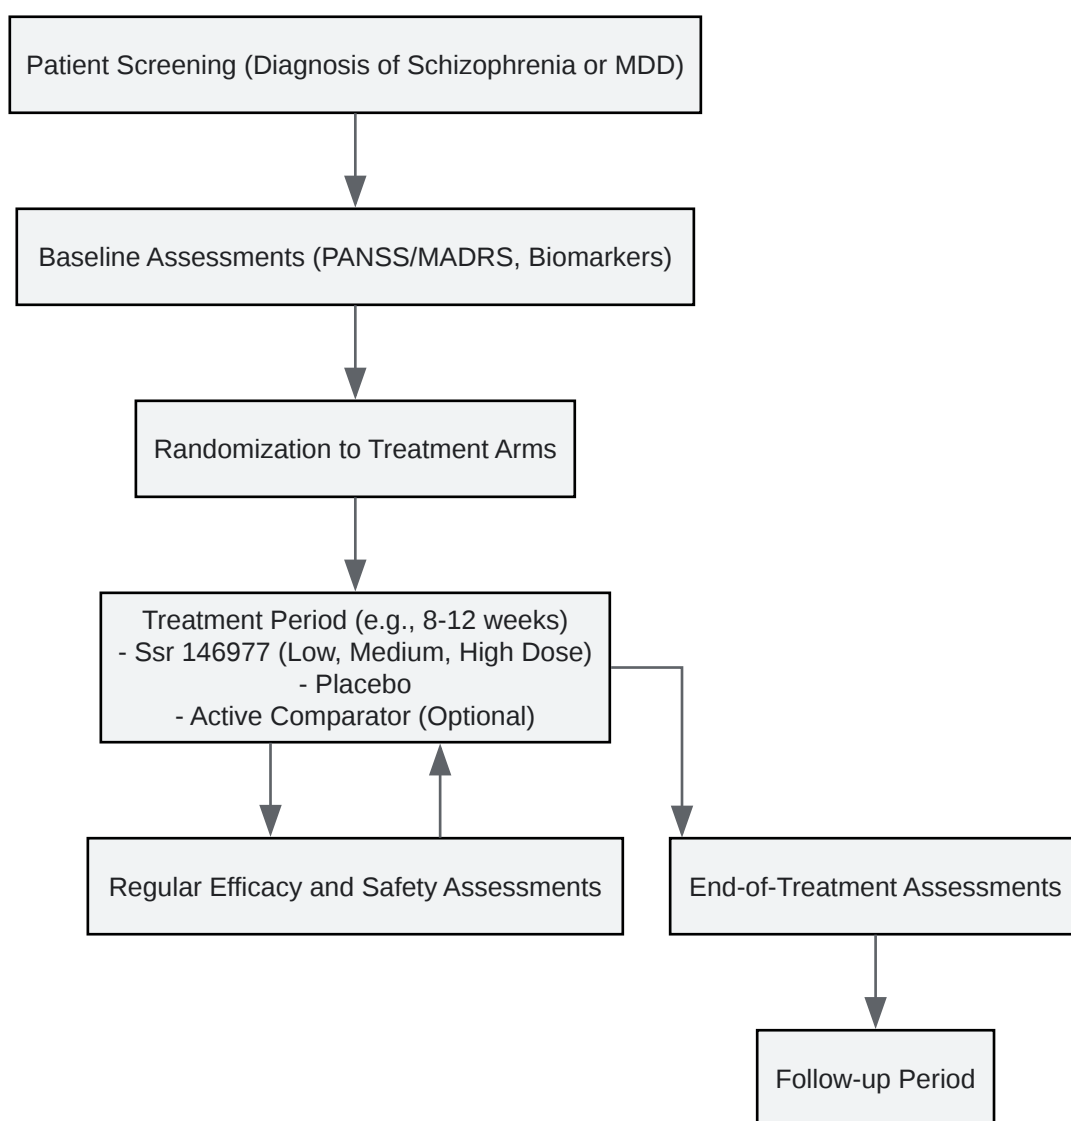 Patient Screening (Diagnosis of Schizophrenia or MDD)
Baseline Assessments (PANSS/MADRS, Biomarkers)
Randomization to Treatment Arms
Treatment Period (e.g., 8-12 weeks)
- Ssr 146977 (Low, Medium, High Dose)
- Placebo
- Active Comparator (Optional)
Regular Efficacy and Safety Assessments
End-of-Treatment Assessments
Follow-up Period